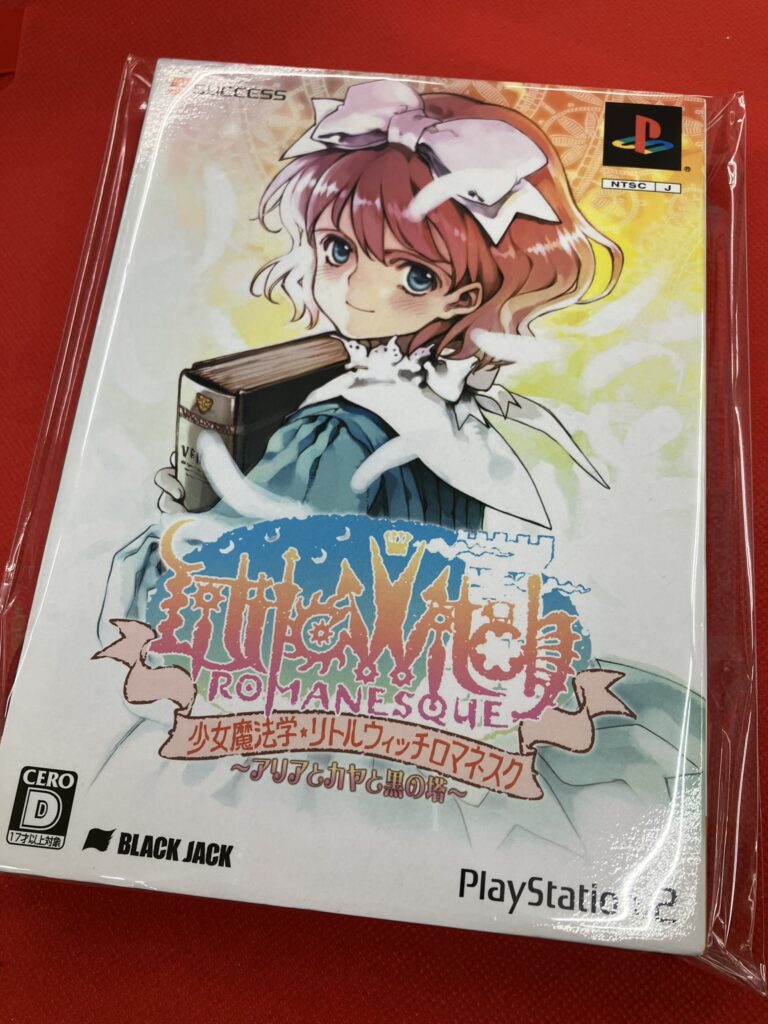 SUCCESS
NTSC J
Little Witch
ROMANESQUE
少女魔法学★リトルウィッチロマネスク
~アリアとカヤと黒の塔~
CERO
D
17才以上対象
BLACK JACK
PlayStation 2